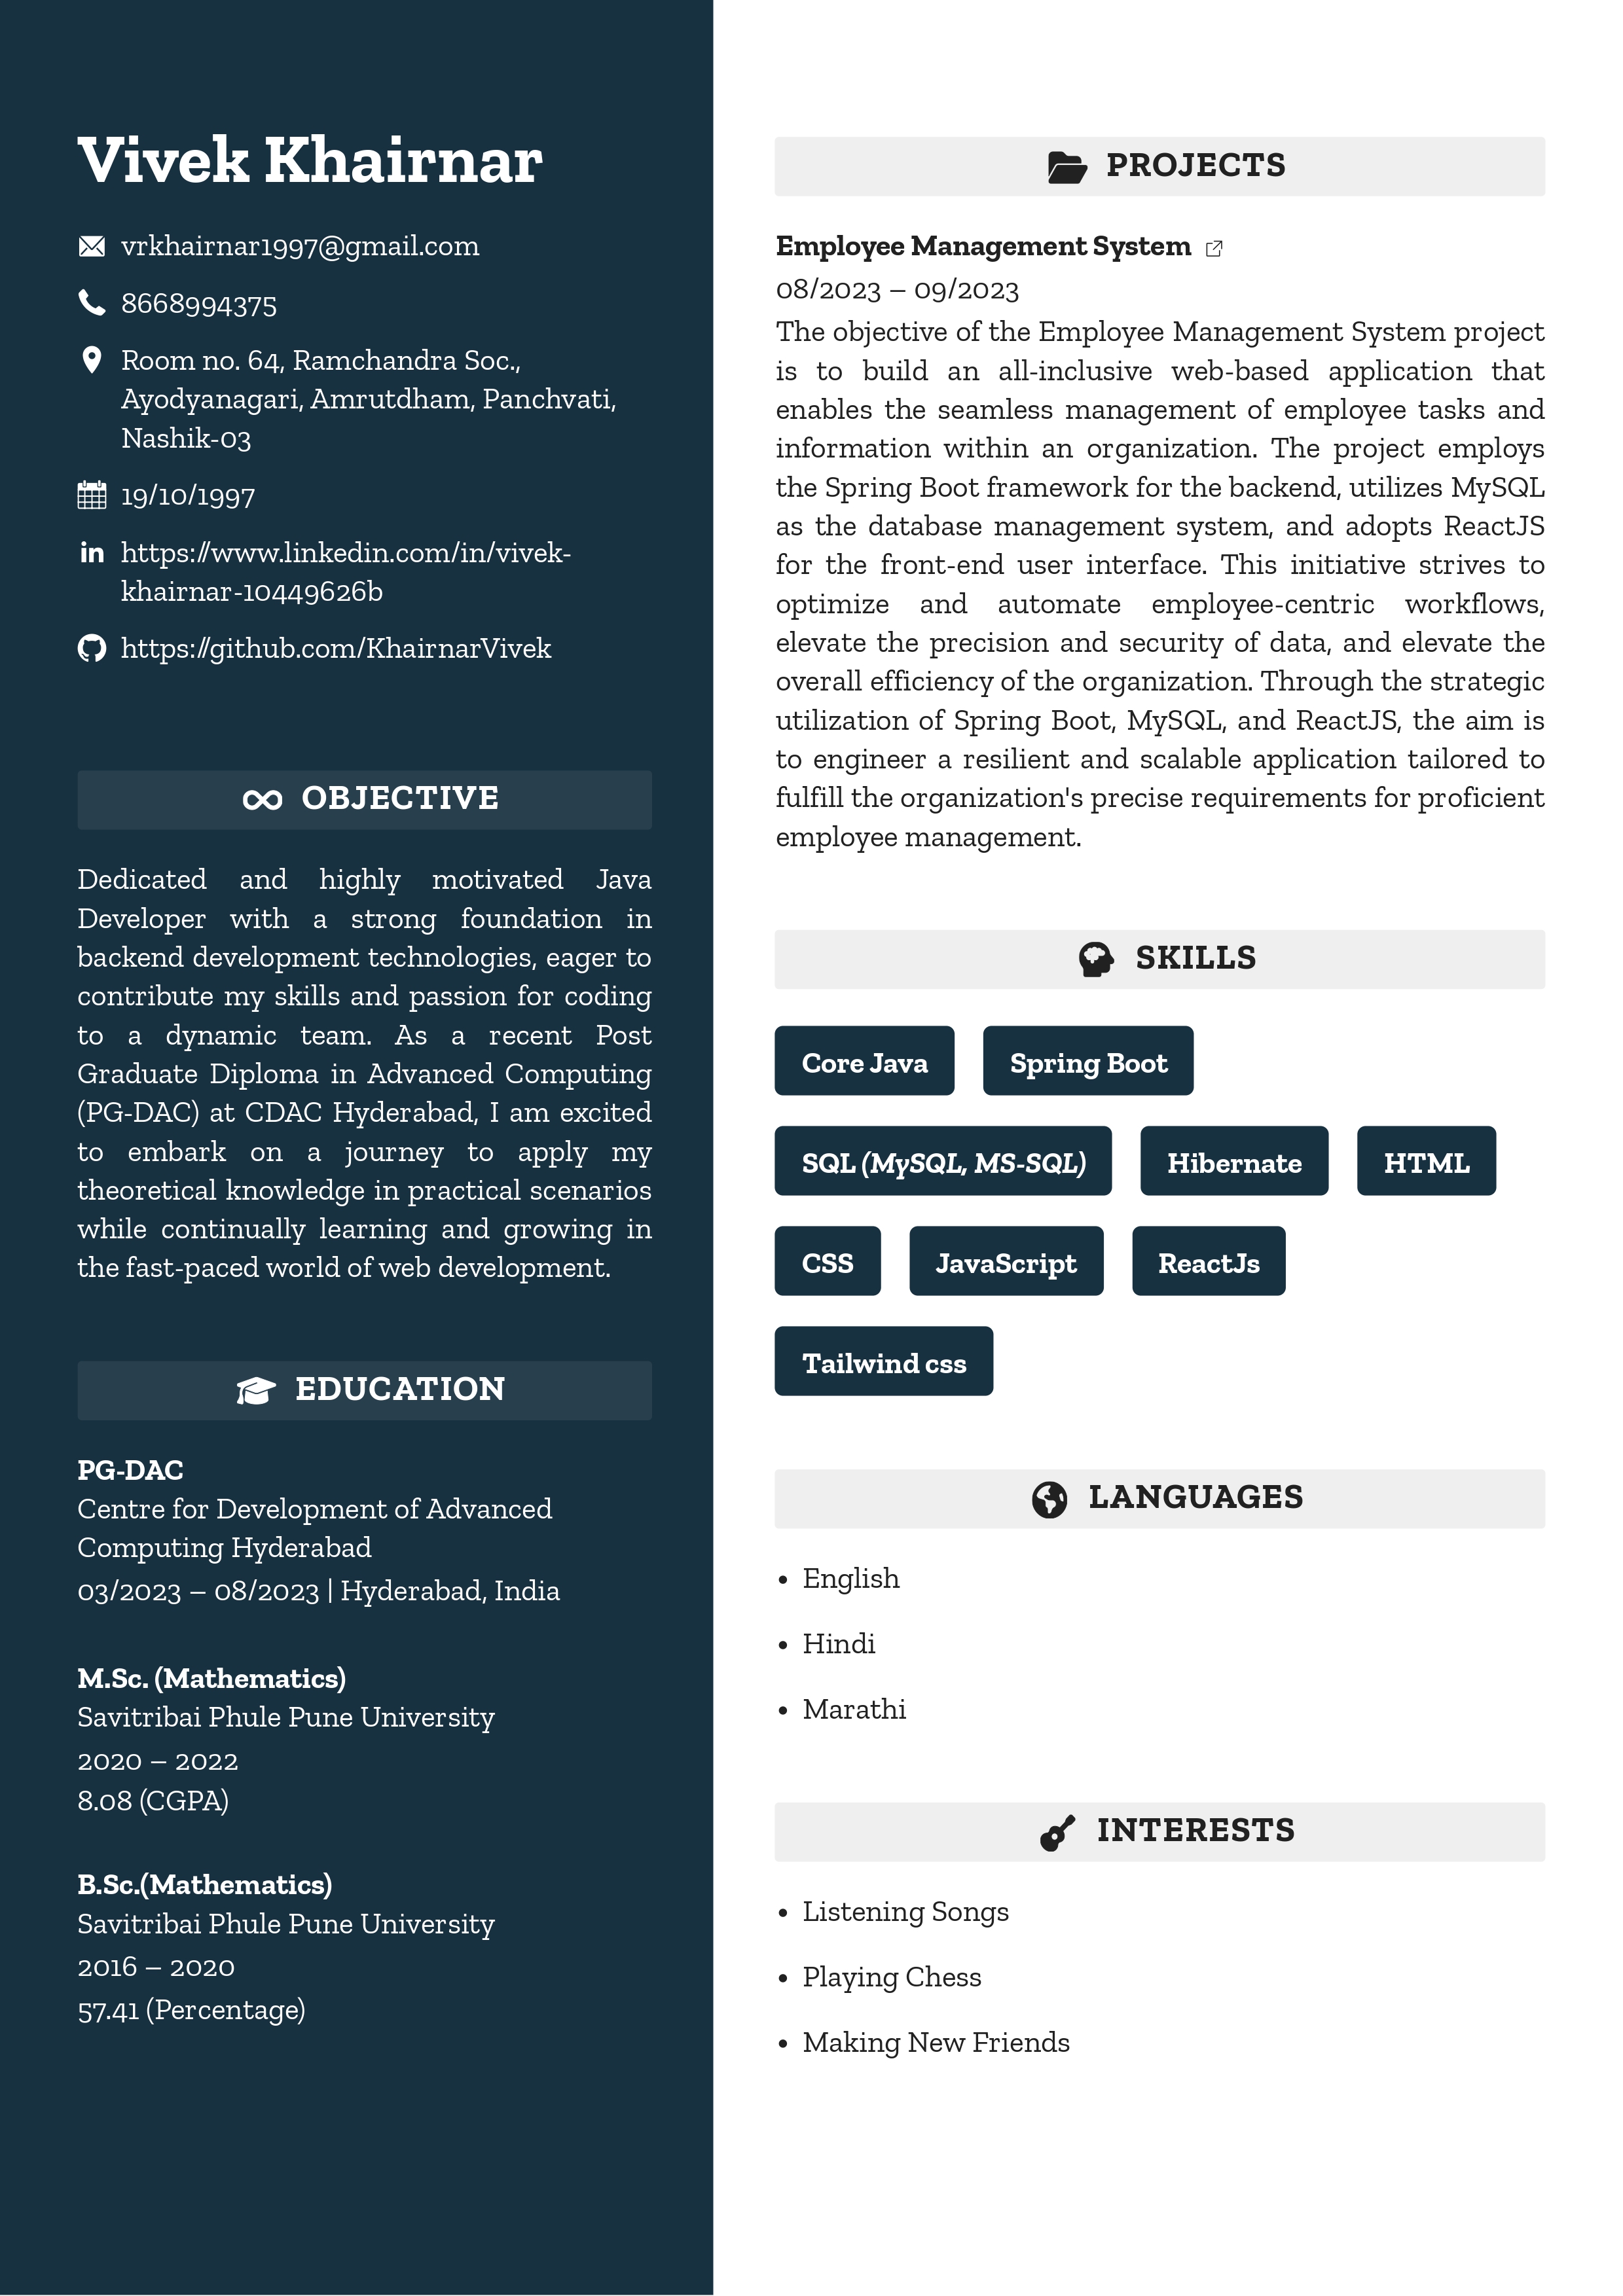 Vivek Khairnar
vrkhairnar1997@gmail.com
8668994375
Room no. 64, Ramchandra Soc.,
Ayodyanagari, Amrutdham, Panchvati,
Nashik-03
19/10/1997
https://www.linkedin.com/in/vivek-
khairnar-10449626b
https://github.com/KhairnarVivek
OBJECTIVE
Dedicated and highly motivated Java
Developer with a strong foundation in
backend development technologies, eager to
contribute my skills and passion for coding
to a dynamic team. As a recent Post
Graduate Diploma in Advanced Computing
(PG-DAC) at CDAC Hyderabad, I am excited
to embark on a journey to apply my
theoretical knowledge in practical scenarios
while continually learning and growing in
the fast-paced world of web development.
EDUCATION
PG-DAC
Centre for Development of Advanced
Computing Hyderabad
03/2023 – 08/2023 | Hyderabad, India
M.Sc. (Mathematics)
Savitribai Phule Pune University
2020 – 2022
8.08 (CGPA)
B.Sc.(Mathematics)
Savitribai Phule Pune University
2016 – 2020
57.41 (Percentage)
PROJECTS
Employee Management System
08/2023 – 09/2023
The objective of the Employee Management System project
is to build an all-inclusive web-based application that
enables the seamless management of employee tasks and
information within an organization. The project employs
the Spring Boot framework for the backend, utilizes MySQL
as the database management system, and adopts ReactJS
for the front-end user interface. This initiative strives to
optimize and automate employee-centric workflows,
elevate the precision and security of data, and elevate the
overall efficiency of the organization. Through the strategic
utilization of Spring Boot, MySQL, and ReactJS, the aim is
to engineer a resilient and scalable application tailored to
fulfill the organization's precise requirements for proficient
employee management.
SKILLS
Core Java Spring Boot
SQL (MySQL, MS-SQL) Hibernate HTML
CSS JavaScript ReactJs
Tailwind css
LANGUAGES
• English
• Hindi
• Marathi
INTERESTS
• Listening Songs
• Playing Chess
• Making New Friends